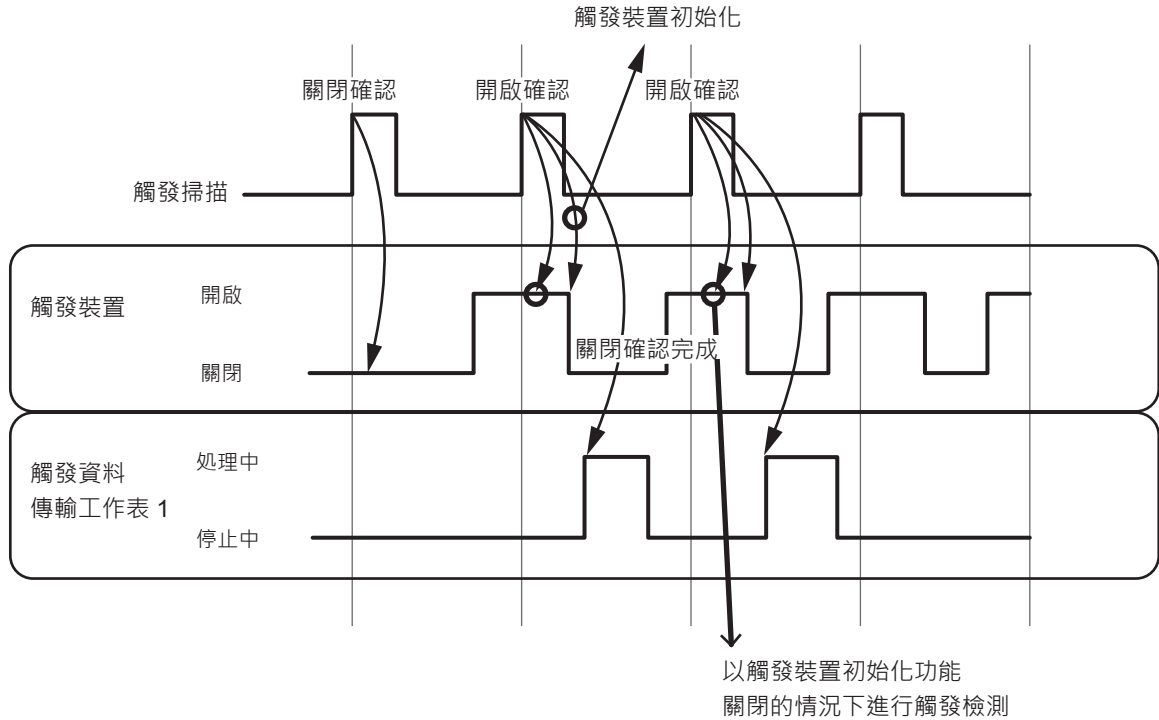 觸發裝置初始化
關閉確認
開啟確認
開啟確認
觸發掃描
觸發裝置
開啟
關閉確認完成
關閉
觸發資料
傳輸工作表 1
処理中
停止中
以觸發裝置初始化功能
關閉的情況下進行觸發檢測